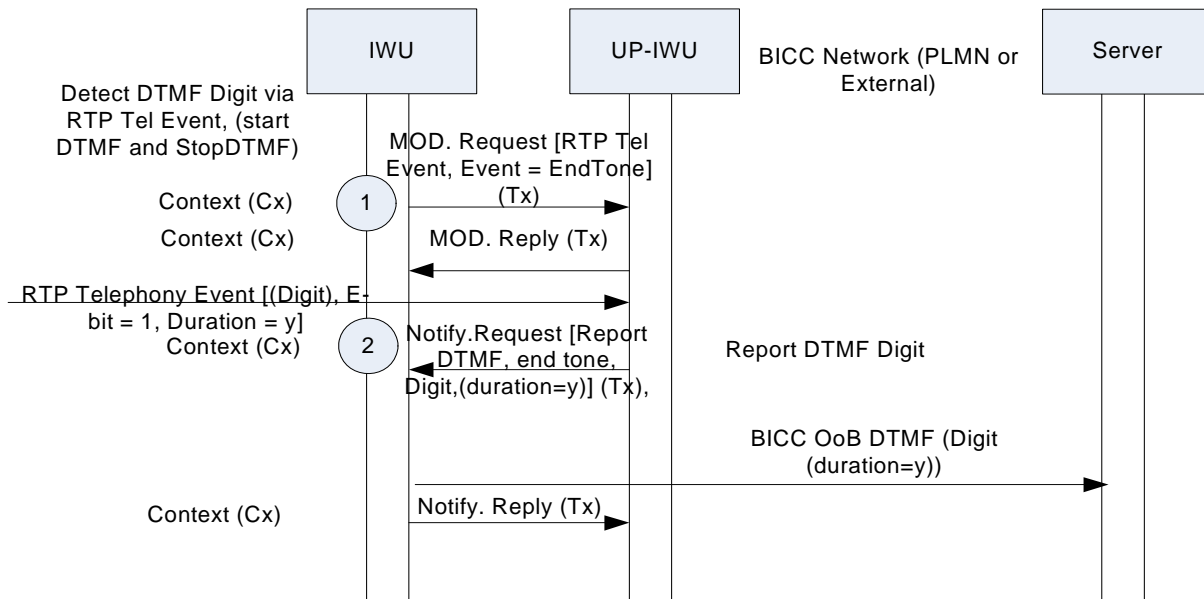 IWU
UP-IWU
BICC Network (PLMN or
External)
Server
Detect DTMF Digit via
RTP Tel Event, (start
DTMF and StopDTMF)
MOD. Request [RTP Tel
Event, Event = EndTone]
(Tx)
Context (Cx)
1
Context (Cx)
MOD. Reply (Tx)
RTP Telephony Event [(Digit), E-
bit = 1, Duration = y]
Context (Cx)
2
Notify.Request [Report
DTMF, end tone,
Digit,(duration=y)] (Tx),
Report DTMF Digit
BICC OoB DTMF (Digit
(duration=y))
Context (Cx)
Notify. Reply (Tx)